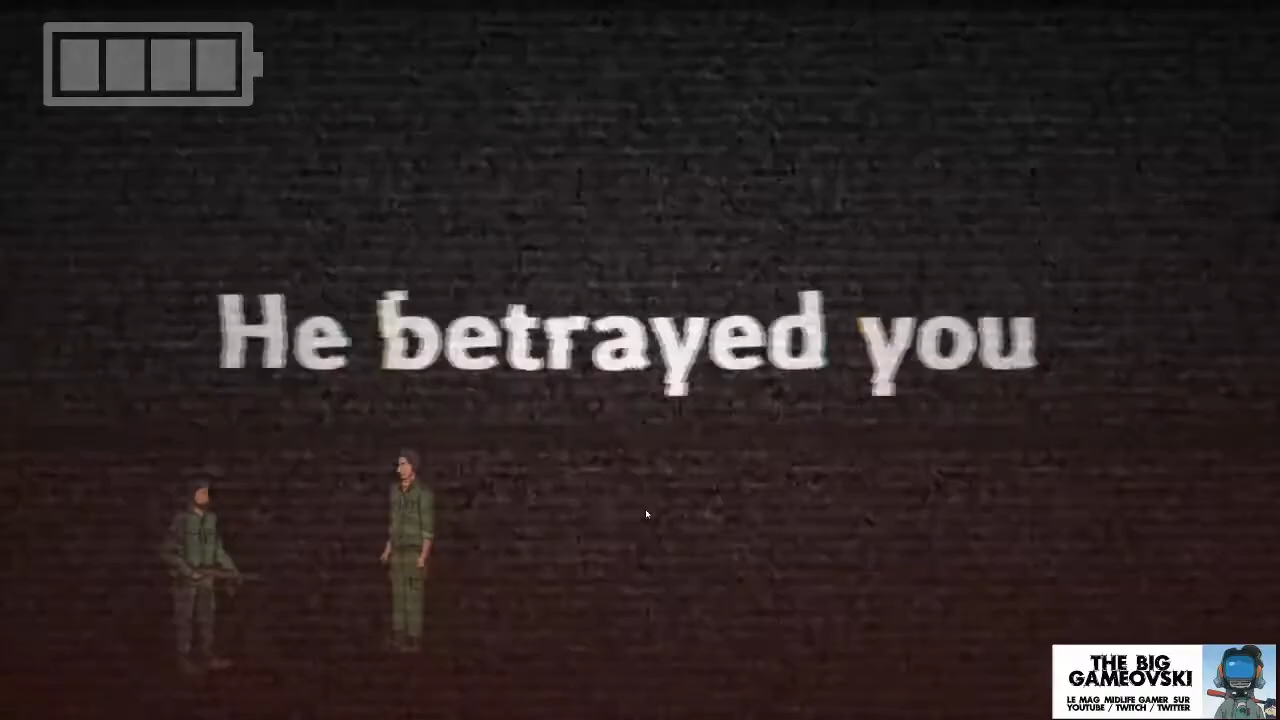 He betrayed you
THE BIG
GAMEOVSKI
LE MAG MIDLIFE GAMER SUR
YOUTUBE / TWITCH / TWITTER